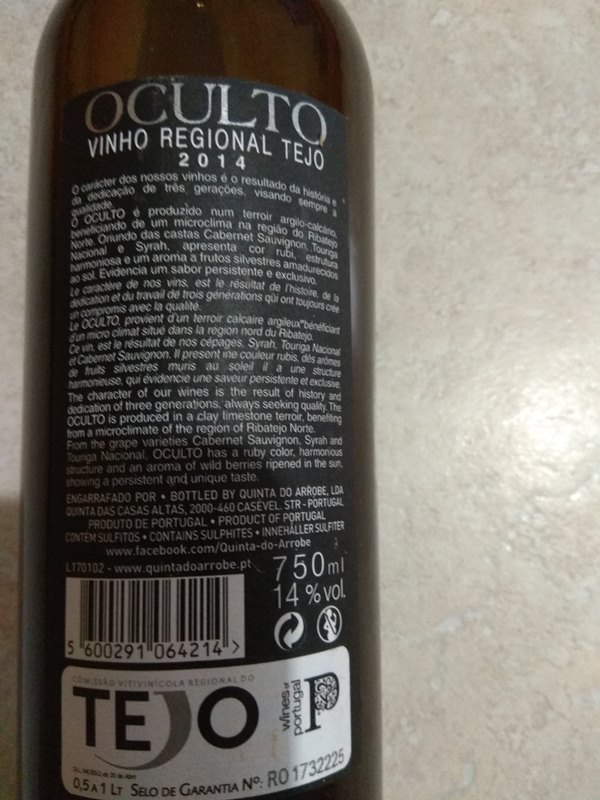 OCULTO
VINHO REGIONAL TEJO
2014
O carácter dos nossos vinhos é o resultado da história e
da dedicação de três gerações, visando sempre a
qualidade.
O OCULTO é produzido num terroir argilo-calcário,
beneficiando de um microclima na região do Ribatejo
Norte. Oriundo das castas Cabernet Sauvignon, Touriga
Nacional e Syrah, apresenta cor rubi, estrutura
harmoniosa e um aroma a frutos silvestres amadurecidos
ao sol. Evidencia um sabor persistente e exclusivo.
Le caractère de nos vins, est le résultat de l'histoire, de la
dédication et du travail de trois générations qui ont toujours crée
un compromis avec la qualité.
Le OCULTO, provient d'un terroir calcaire argileux bénéficiant
d'un micro climat situé dans la region nord du Ribatejo.
Ce vin, est le résultat de nos cépages, Syrah, Touriga Nacional
et Cabernet Sauvignon. Il present ine couleur rubis, des arômes
de fruits silvestres muris au soleil il a une structure
harmonieuse, qui évidencie une saveur persistente et exclusive.
The character of our wines is the result of history and
dedication of three generations, always seeking quality. The
OCULTO is produced in a clay limestone terroir, benefiting
from a microclimate of the region of Ribatejo Norte.
From the grape varieties Cabernet Sauvignon, Syrah and
Touriga Nacional, OCULTO has a ruby color, harmonious
structure and an aroma of wild berries ripened in the sun,
showing a persistent and unique taste.
ENGARRAFADO POR • BOTTLED BY QUINTA DO ARROBE, LDA
QUINTA DAS CASAS ALTAS, 2000-460 CASÉVEL. STR - PORTUGAL
PRODUTO DE PORTUGAL • PRODUCT OF PORTUGAL
CONTÉM SULFITOS • CONTAINS SULPHITES • INNEHÅLLER SULFITER
www.facebook.com/Quinta-do-Arrobe
L170102 - www.quintadoarrobe.pt
750ml
14 % vol.
5 600291 064214 >
COMISSÃO VITIVINÍCOLA REGIONAL DO
TEJO
wines of
portugal
D.L. 94/2012 de 20 de Abril
0,5 A 1 LT SELO DE GARANTIA Nº: RO 1732225